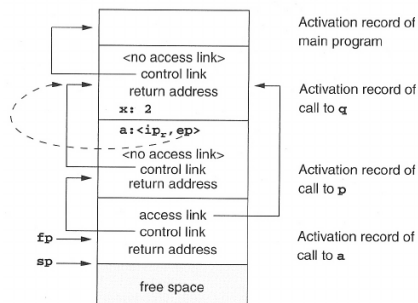 Activation record of
main program
<no access link>
control link
return address
x: 2
Activation record of
call to q
a:<ipr,ep>
<no access link>
control link
return address
Activation record of
call to p
access link
control link
return address
Activation record of
call to a
fp
sp
free space